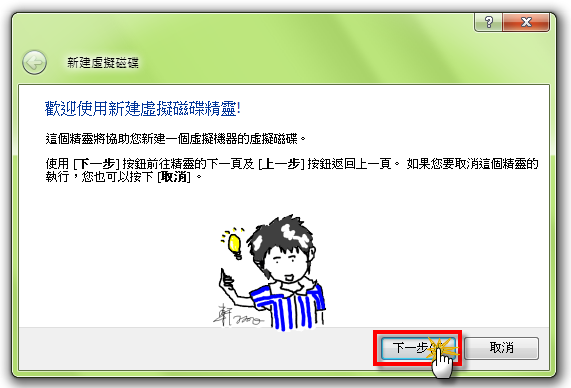 新建虛擬磁碟
歡迎使用新建虛擬磁碟精靈!
這個精靈將協助您新建一個虛擬機器的虛擬磁碟。
使用 [下一步] 按鈕前往精靈的下一頁及 [上一步] 按鈕返回上一頁。 如果您要取消這個精靈的
執行，您也可以按下 [取消] 。
軒
下一步
取消